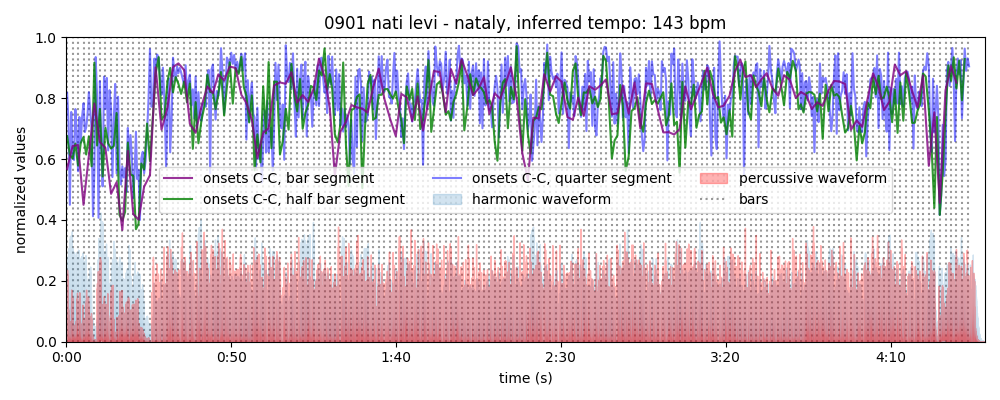 0901 nati levi - nataly, inferred tempo: 143 bpm
1.0
0.8
0.6
0.4
0.2
0.0
normalized values
onsets C-C, bar segment
onsets C-C, half bar segment
onsets C-C, quarter segment
harmonic waveform
percussive waveform
bars
0:00 0:50 1:40 2:30 3:20 4:10
time (s)